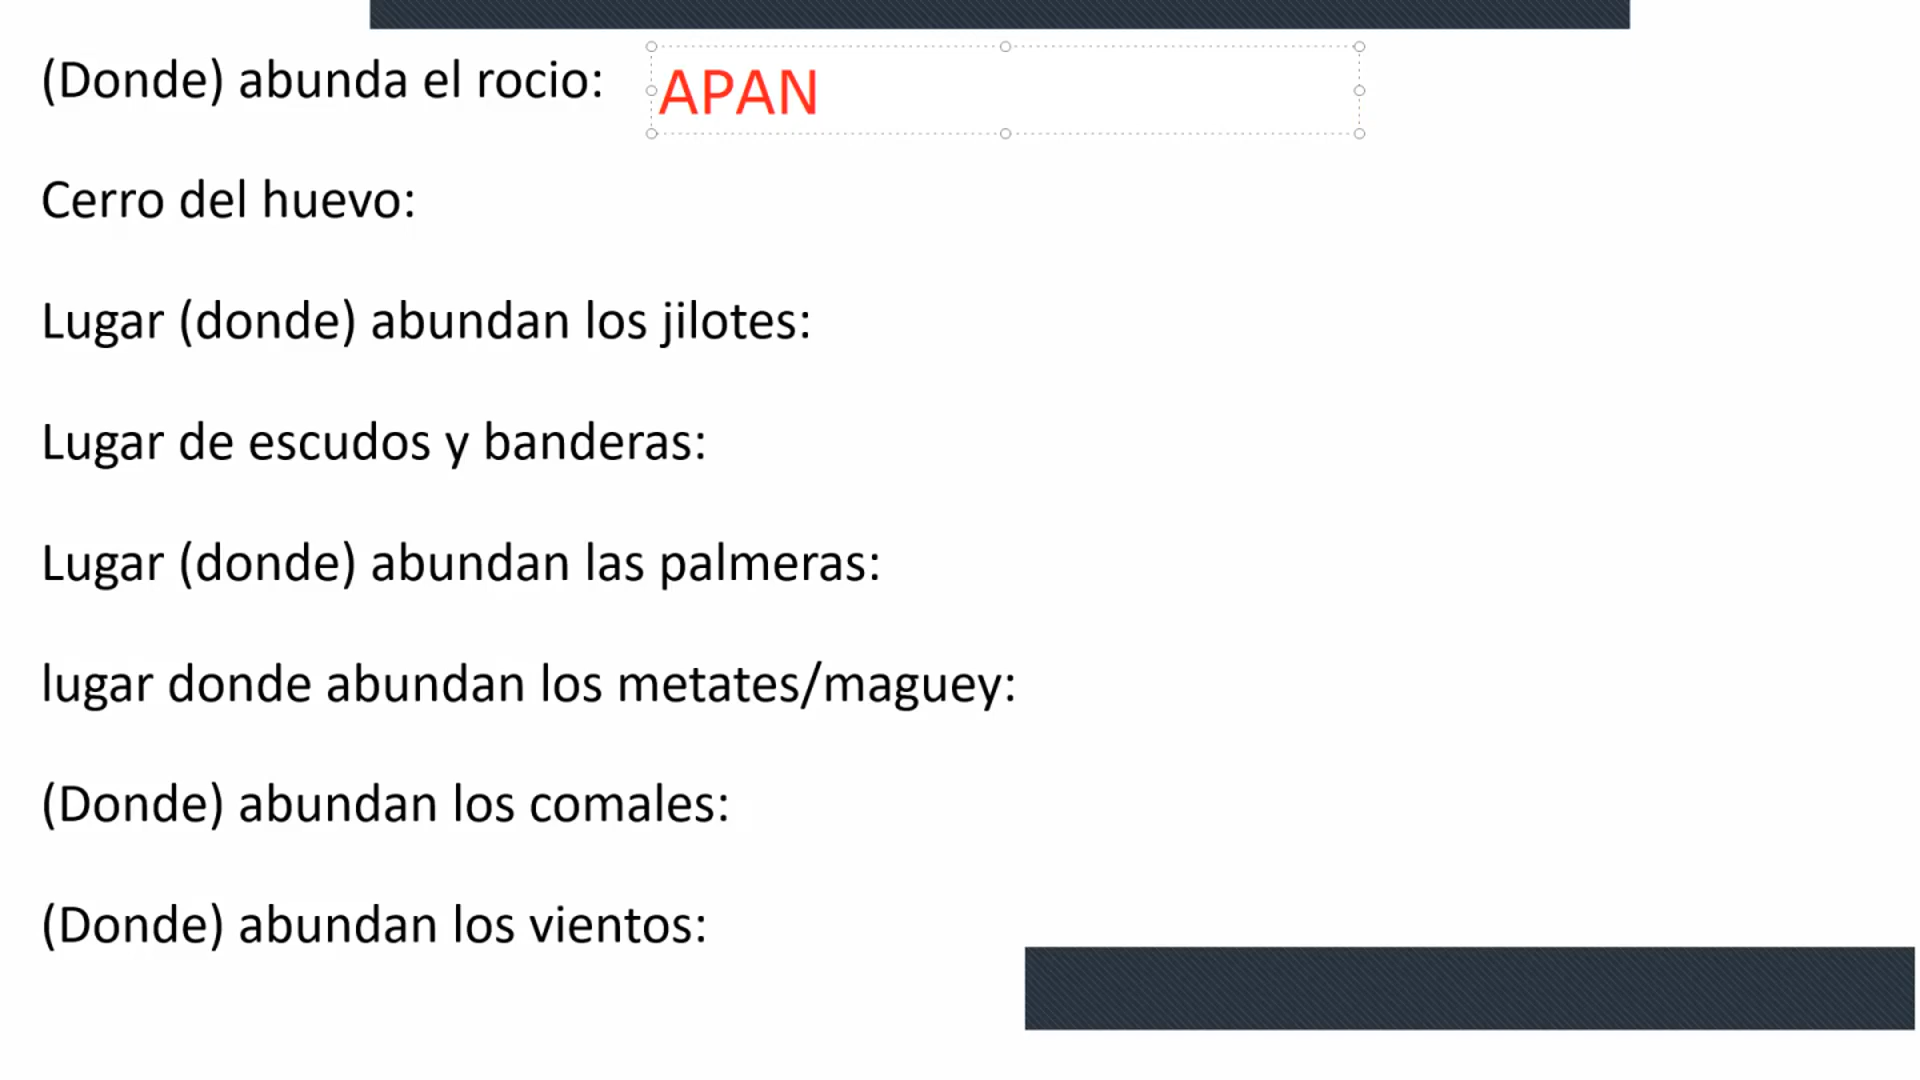 (Donde) abunda el rocio: APAN
Cerro del huevo:
Lugar (donde) abundan los jilotes:
Lugar de escudos y banderas:
Lugar (donde) abundan las palmeras:
lugar donde abundan los metates/maguey:
(Donde) abundan los comales:
(Donde) abundan los vientos: